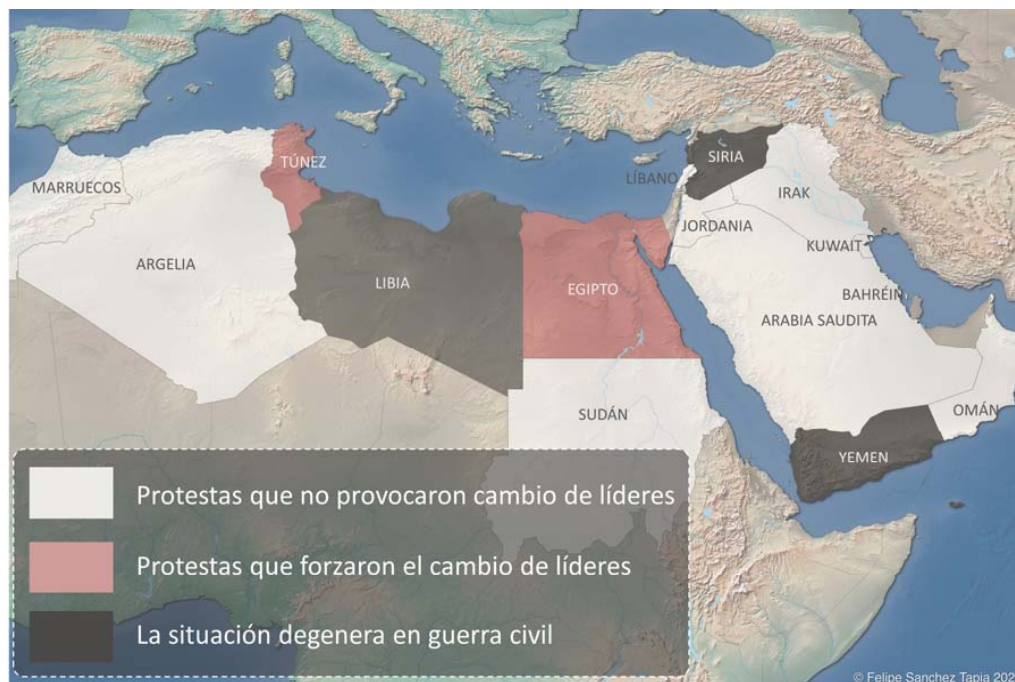 TÚNEZ
SIRIA
LÍBANO
MARRUECOS
IRAK
JORDANIA
KUWAIT
ARGELIA
LIBIA
EGIPTO
BAHRÉIN
ARABIA SAUDITA
SUDÁN
OMÁN
YEMEN
Protestas que no provocaron cambio de líderes
Protestas que forzaron el cambio de líderes
La situación degenera en guerra civil
© Felipe Sanchez Tapia 202